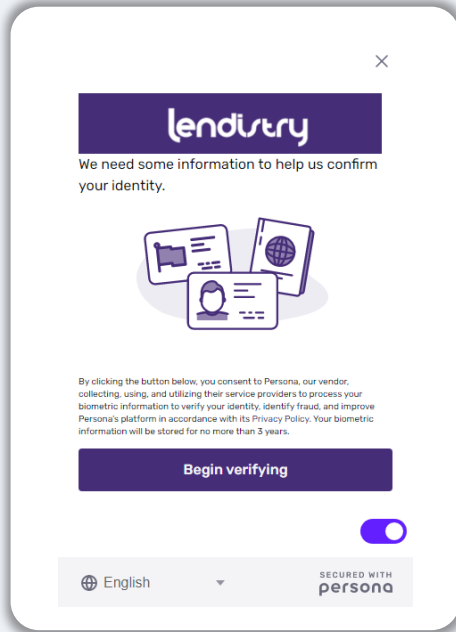 lendistry
We need some information to help us confirm
your identity.
By clicking the button below, you consent to Persona, our vendor,
collecting, using, and utilizing their service providers to process your
biometric information to verify your identity, identify fraud, and improve
Persona's platform in accordance with its Privacy Policy. Your biometric
information will be stored for no more than 3 years.
Begin verifying
English
SECURED WITH
persona